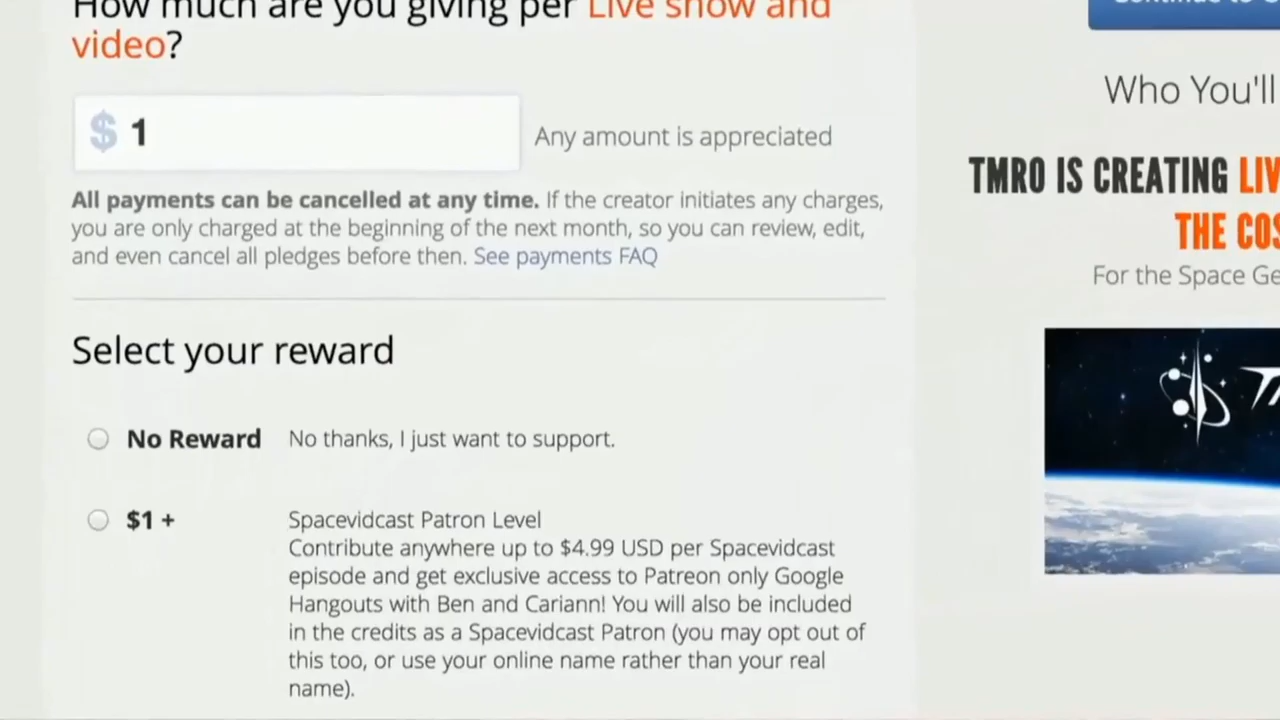 How much are you giving per Live show and
video?
$ 1
Any amount is appreciated
All payments can be cancelled at any time. If the creator initiates any charges,
you are only charged at the beginning of the next month, so you can review, edit,
and even cancel all pledges before then. See payments FAQ
Select your reward
No Reward No thanks, I just want to support.
$1 + Spacevidcast Patron Level
Contribute anywhere up to $4.99 USD per Spacevidcast
episode and get exclusive access to Patreon only Google
Hangouts with Ben and Cariann! You will also be included
in the credits as a Spacevidcast Patron (you may opt out of
this too, or use your online name rather than your real
name).
Continue to
Who You'll
TMRO IS CREATING LIV
THE COS
For the Space Ge